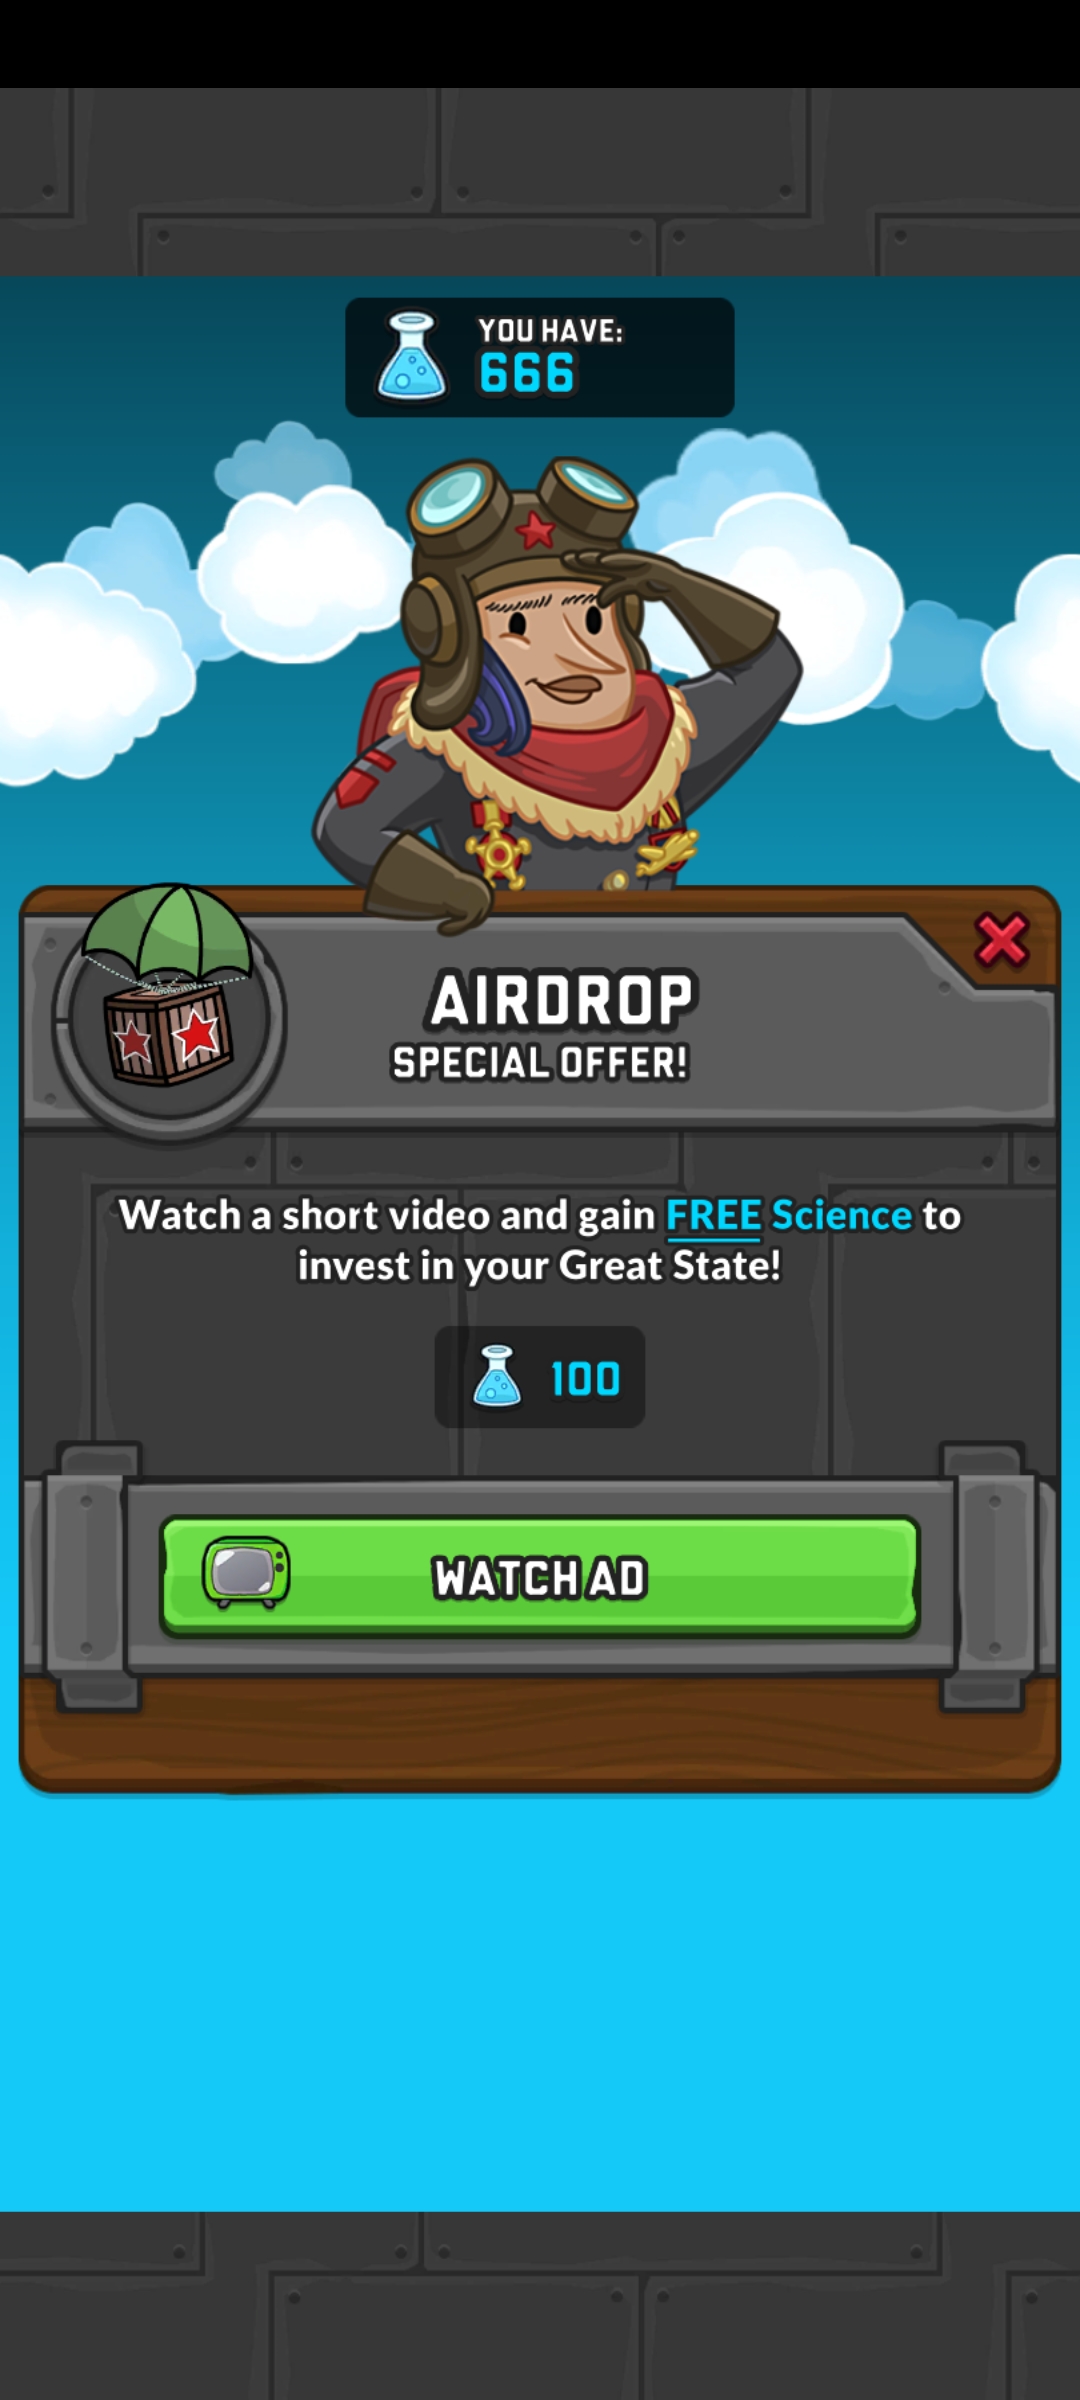 YOU HAVE:
666
AIRDROP
SPECIAL OFFER!
Watch a short video and gain FREE Science to
invest in your Great State!
100
WATCH AD